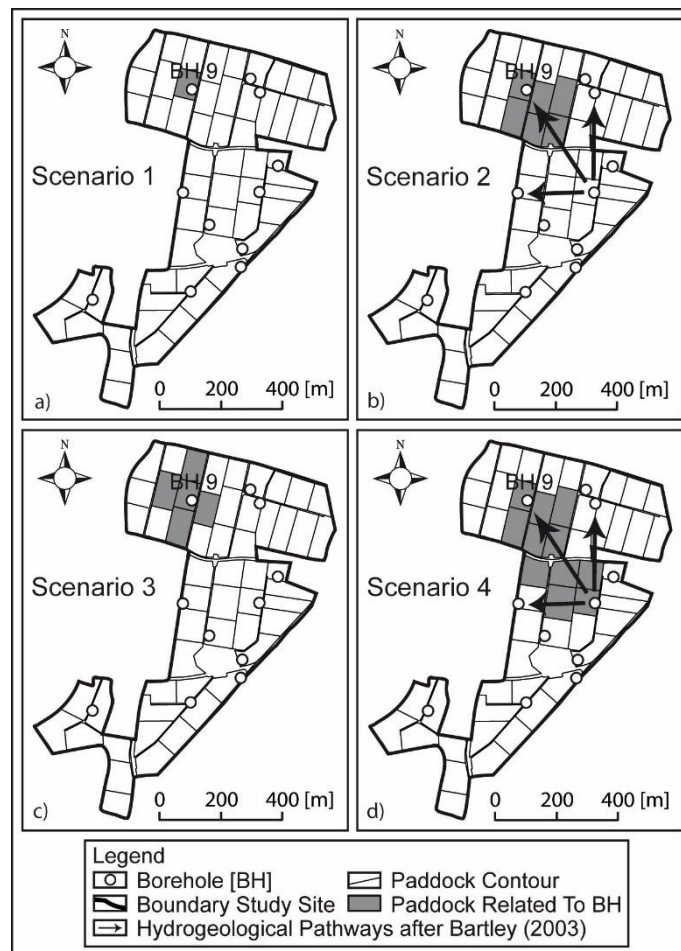 N
BH 9
Scenario 1
a)
0 200 400 [m]
N
BH 9
Scenario 2
b)
0 200 400 [m]
N
BH 9
Scenario 3
c)
0 200 400 [m]
N
BH 9
Scenario 4
d)
0 200 400 [m]
Legend
Borehole [BH] Paddock Contour
Boundary Study Site Paddock Related To BH
Hydrogeological Pathways after Bartley (2003)